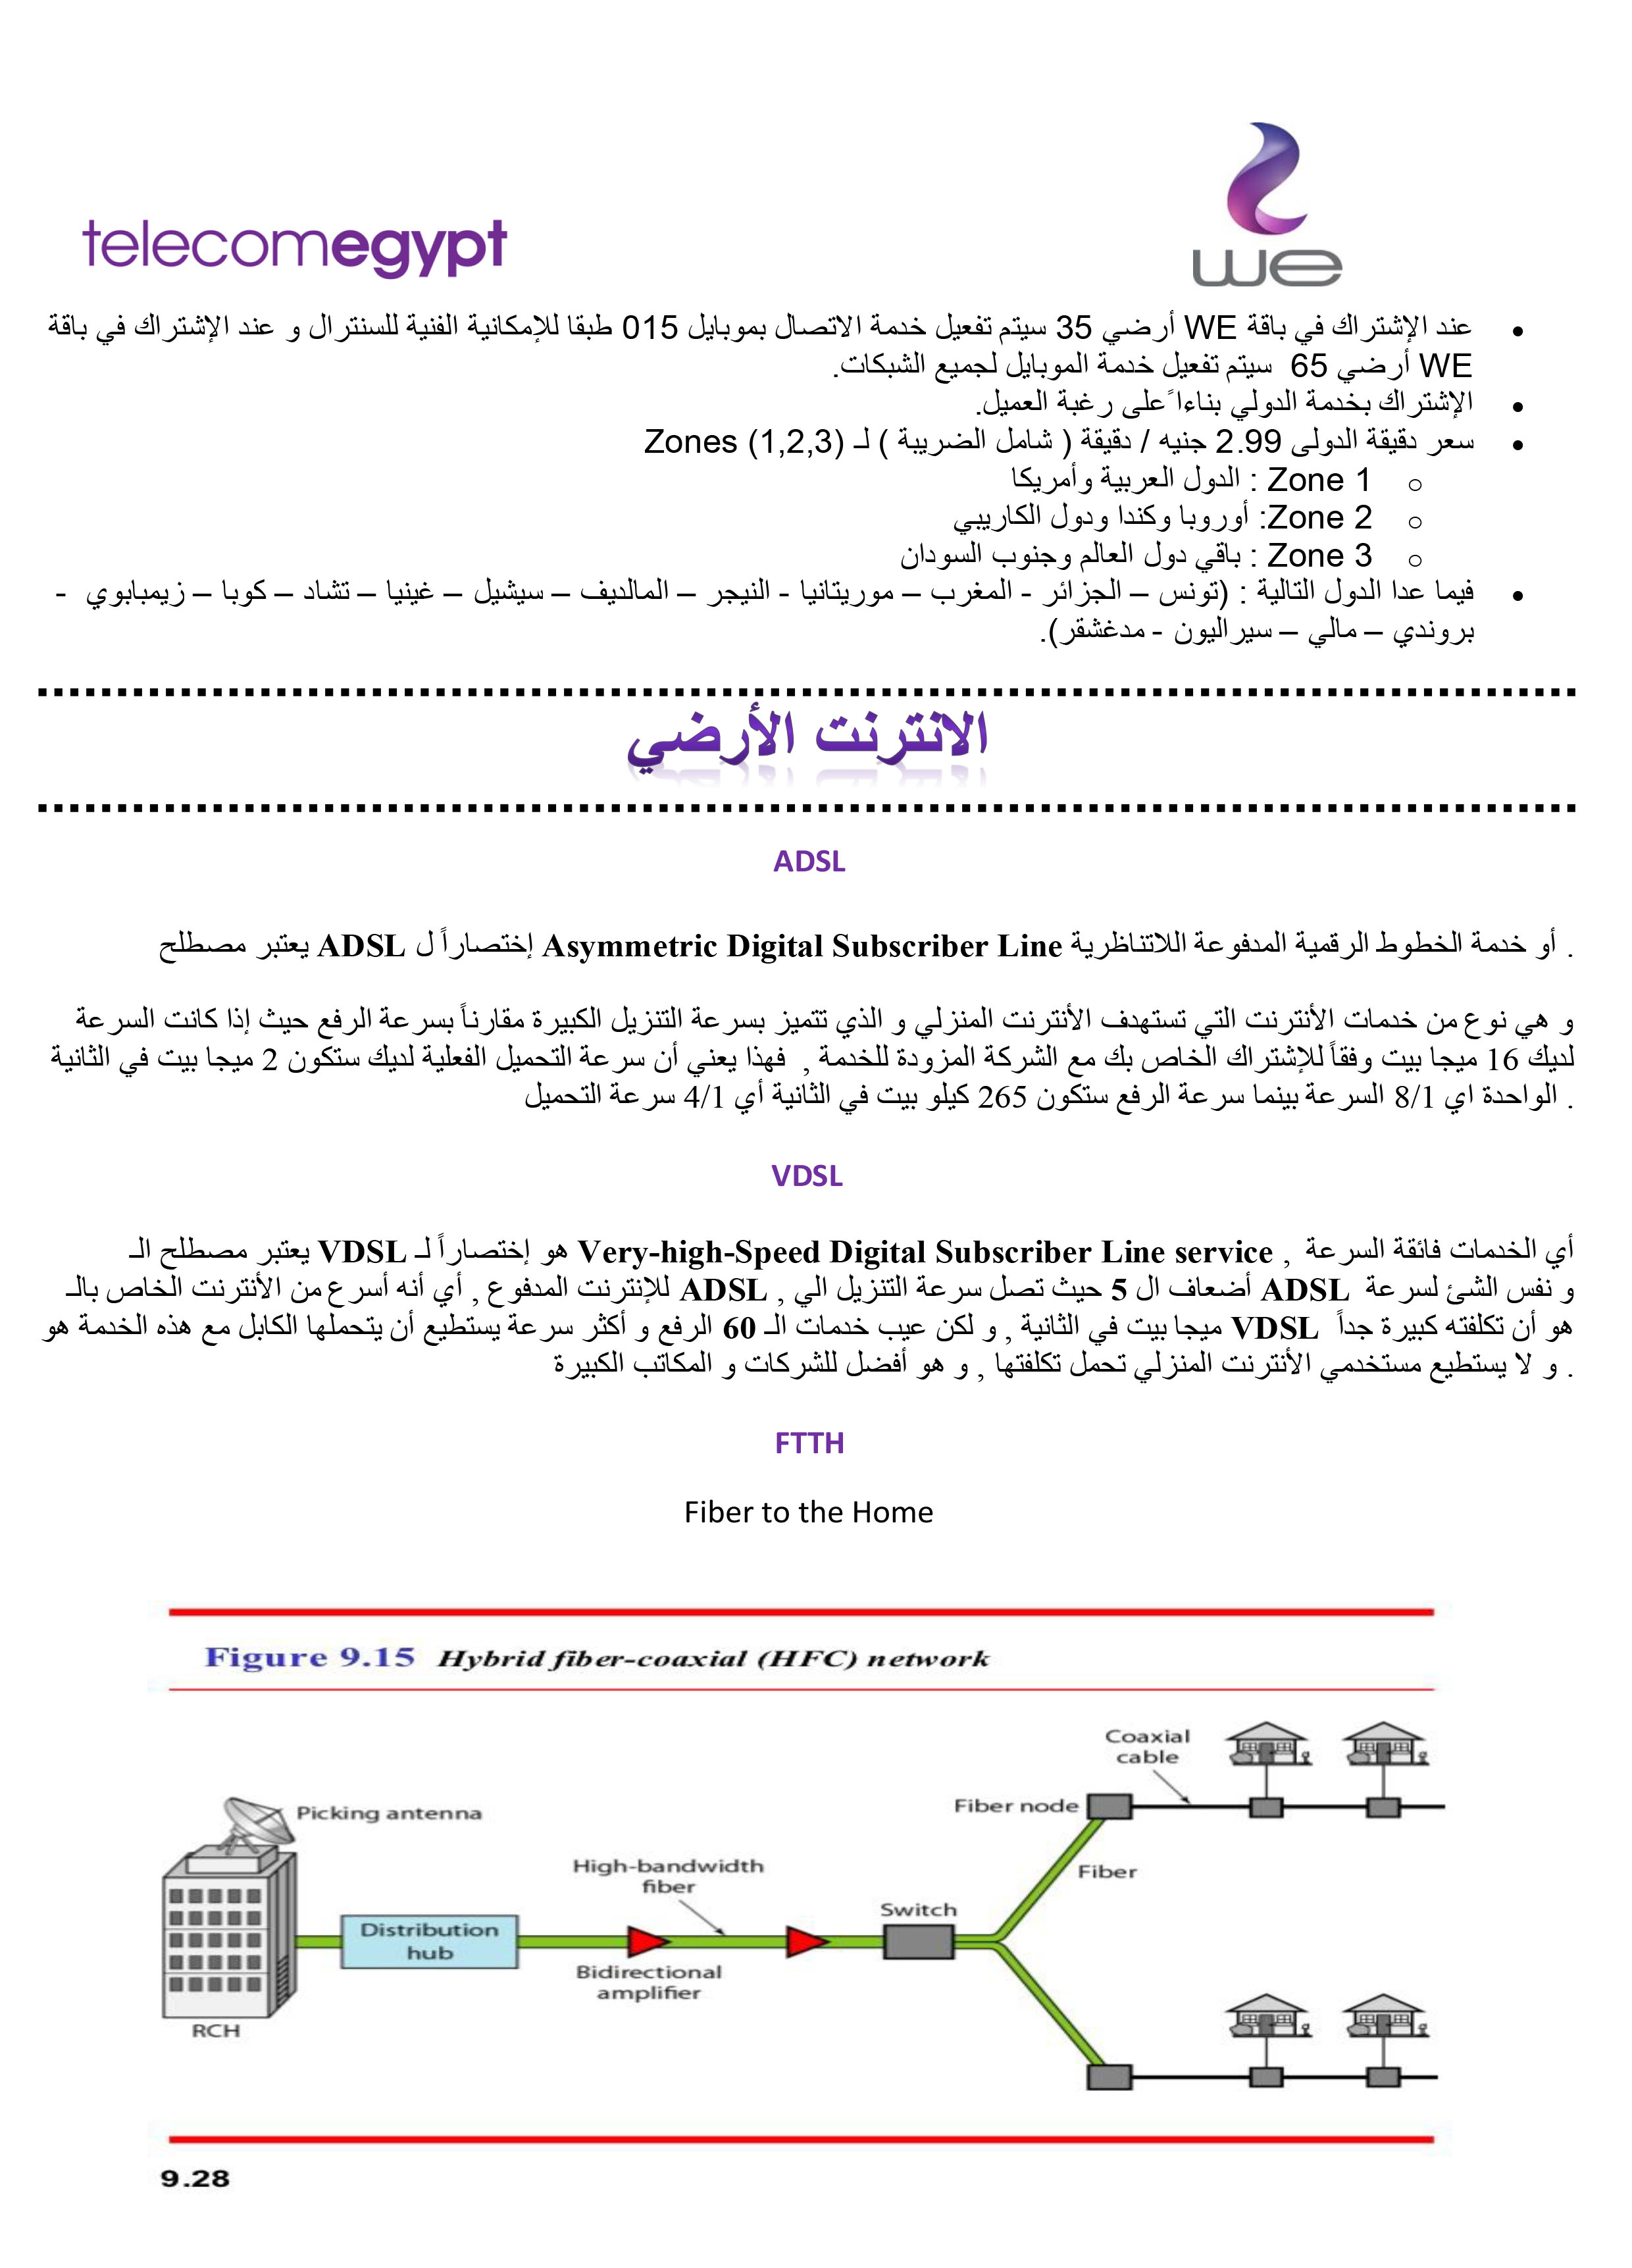 telecomegypt
we
• عند الإشتراك في باقة WE أرضي 35 سيتم تفعيل خدمة الاتصال بموبايل 015 طبقا للإمكانية الفنية للسنترال و عند الإشتراك في باقة
WE أرضي 65 سيتم تفعيل خدمة الموبايل لجميع الشبكات.
• الإشتراك بخدمة الدولي بناءا ًعلى رغبة العميل.
• سعر دقيقة الدولى 2.99 جنيه / دقيقة ( شامل الضريبة ) لـ Zones (1,2,3)
o Zone 1 : الدول العربية وأمريكا
o Zone 2: أوروبا وكندا ودول الكاريبي
o Zone 3 : باقي دول العالم وجنوب السودان
• فيما عدا الدول التالية : (تونس – الجزائر - المغرب – موريتانيا - النيجر – المالديف – سيشيل – غينيا – تشاد – كوبا – زيمبابوي -
بروندي – مالي – سيراليون - مدغشقر).
الانترنت الأرضي
ADSL
. أو خدمة الخطوط الرقمية المدفوعة اللاتناظرية Asymmetric Digital Subscriber Line إختصاراً ل ADSL يعتبر مصطلح
و هي نوع من خدمات الأنترنت التي تستهدف الأنترنت المنزلي و الذي تتميز بسرعة التنزيل الكبيرة مقارناً بسرعة الرفع حيث إذا كانت السرعة
لديك 16 ميجا بيت وفقاً للإشتراك الخاص بك مع الشركة المزودة للخدمة , فهذا يعني أن سرعة التحميل الفعلية لديك ستكون 2 ميجا بيت في الثانية
. الواحدة اي 8/1 السرعة بينما سرعة الرفع ستكون 265 كيلو بيت في الثانية أي 4/1 سرعة التحميل
VDSL
أي الخدمات فائقة السرعة , Very-high-Speed Digital Subscriber Line service هو إختصاراً لـ VDSL يعتبر مصطلح الـ
و نفس الشئ لسرعة ADSL أضعاف ال 5 حيث تصل سرعة التنزيل الي , ADSL للإنترنت المدفوع , أي أنه أسرع من الأنترنت الخاص بالـ
هو أن تكلفته كبيرة جداً VDSL ميجا بيت في الثانية , و لكن عيب خدمات الـ 60 الرفع و أكثر سرعة يستطيع أن يتحملها الكابل مع هذه الخدمة هو
. و لا يستطيع مستخدمي الأنترنت المنزلي تحمل تكلفتها , و هو أفضل للشركات و المكاتب الكبيرة
FTTH
Fiber to the Home
Figure 9.15 Hybrid fiber-coaxial (HFC) network
Coaxial
cable
Picking antenna
Fiber node
High-bandwidth
fiber
Fiber
Switch
Distribution
hub
Bidirectional
amplifier
RCH
9.28